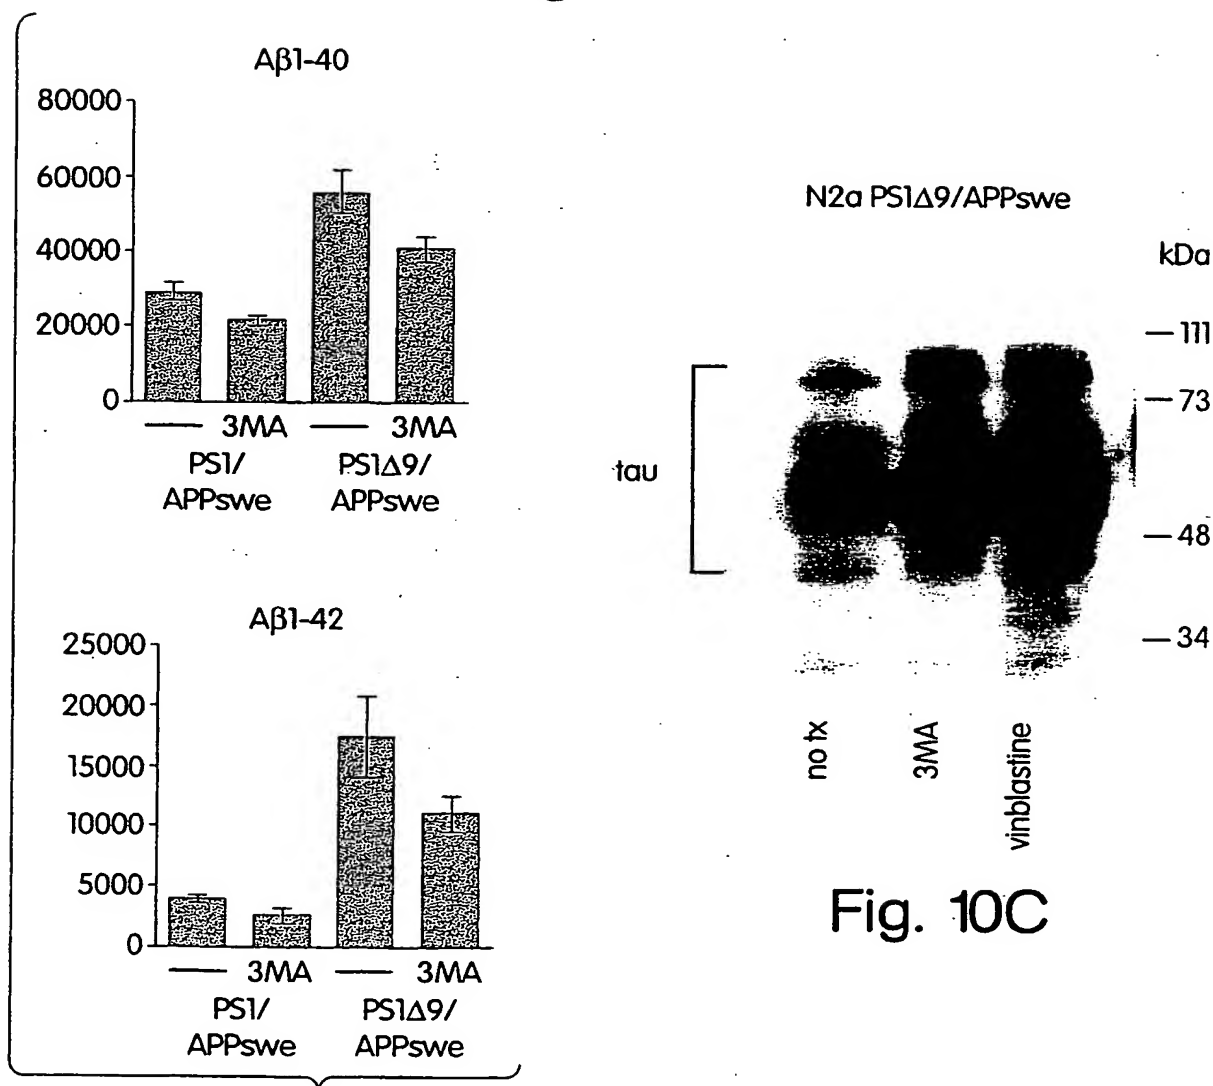 Aβ1-40
80000
60000
40000
20000
0
— 3MA — 3MA
PS1/ PS1Δ9/
APPswe APPswe
Aβ1-42
25000
20000
15000
10000
5000
0
— 3MA — 3MA
PS1/ PS1Δ9/
APPswe APPswe
N2a PS1Δ9/APPswe
kDa
— 111
— 73
tau
— 48
— 34
no tx
3MA
vinblastine
Fig. 10C